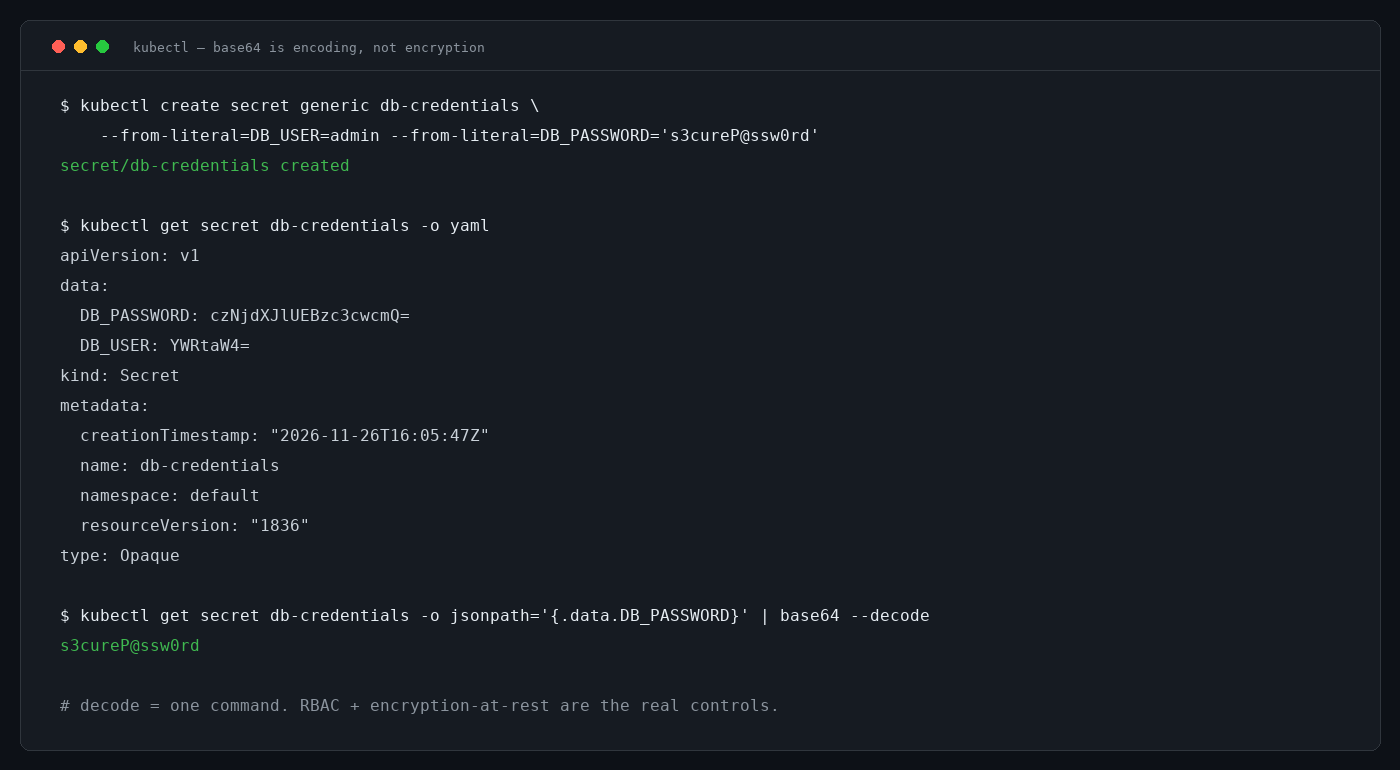 kubectl — base64 is encoding, not encryption
$ kubectl create secret generic db-credentials \
    --from-literal=DB_USER=admin --from-literal=DB_PASSWORD='s3cureP@ssw0rd'
secret/db-credentials created
$ kubectl get secret db-credentials -o yaml
apiVersion: v1
data:
  DB_PASSWORD: czNjdXJlUEBzc3cwcmQ=
  DB_USER: YWRtaW4=
kind: Secret
metadata:
  creationTimestamp: "2026-11-26T16:05:47Z"
  name: db-credentials
  namespace: default
  resourceVersion: "1836"
type: Opaque
$ kubectl get secret db-credentials -o jsonpath='{.data.DB_PASSWORD}' | base64 --decode
s3cureP@ssw0rd
# decode = one command. RBAC + encryption-at-rest are the real controls.